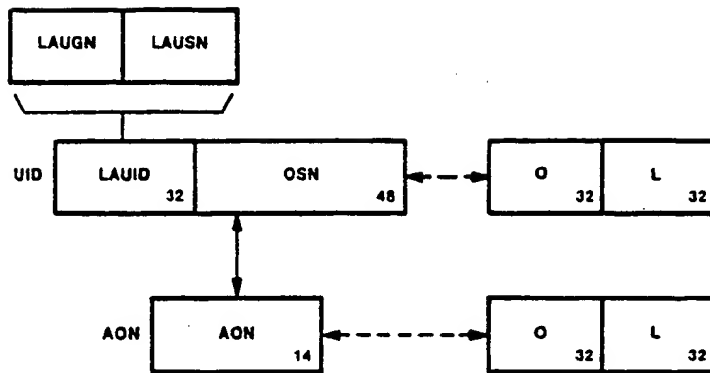 LAUGN LAUSN
UID LAUID 32 OSN 48 O 32 L 32
AON AON 14 O 32 L 32